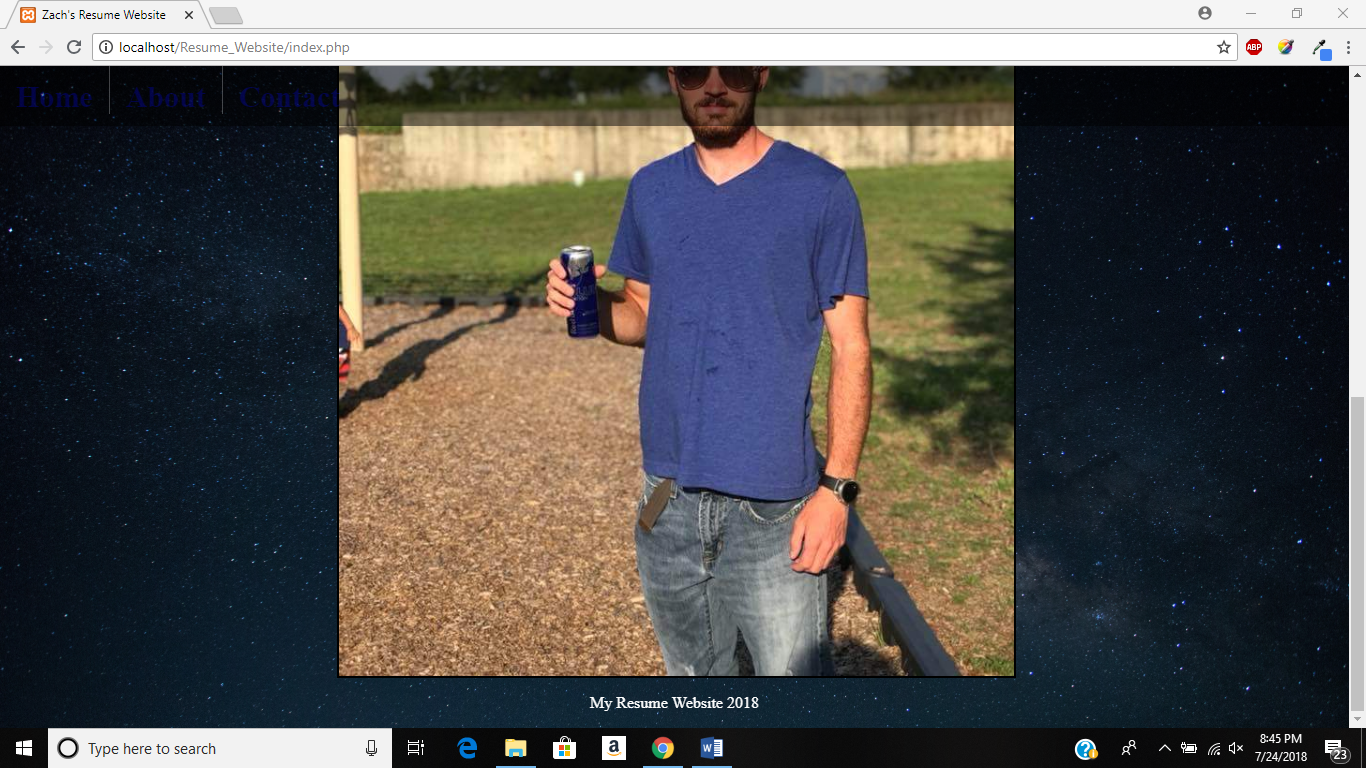 Zach's Resume Website
localhost/Resume_Website/index.php
ABP
Home
About
Contact
My Resume Website 2018
Type here to search
8:45 PM
7/24/2018
23